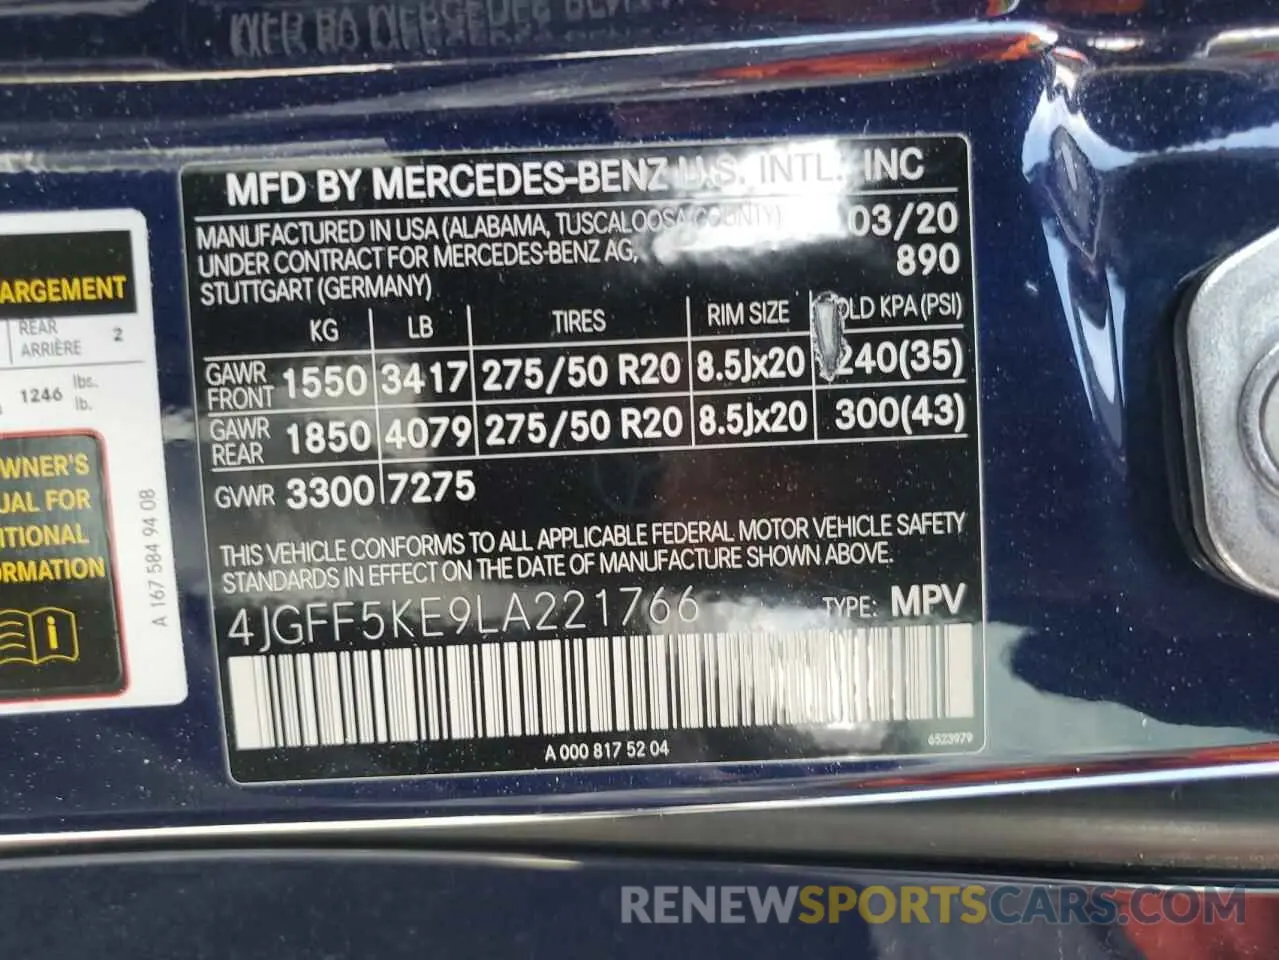 MFD BY MERCEDES-BENZ U.S. INTL. INC
MANUFACTURED IN USA (ALABAMA, TUSCALOOSA COUNTY) 03/20
UNDER CONTRACT FOR MERCEDES-BENZ AG, 890
STUTTGART (GERMANY)
KG LB TIRES RIM SIZE OLD KPA (PSI)
GAWR FRONT 1550 3417 275/50 R20 8.5Jx20 240(35)
GAWR REAR 1850 4079 275/50 R20 8.5Jx20 300(43)
GVWR 3300 7275
THIS VEHICLE CONFORMS TO ALL APPLICABLE FEDERAL MOTOR VEHICLE SAFETY
STANDARDS IN EFFECT ON THE DATE OF MANUFACTURE SHOWN ABOVE.
4JGFF5KE9LA221766 TYPE: MPV
A 000 817 52 04 6523979
ARGEMENT
REAR
ARRIÈRE 2
1246 lbs.
lb.
WNER'S
UAL FOR
ITIONAL
ORMATION
A 167 584 94 08
RENEWSPORTSCARS.COM